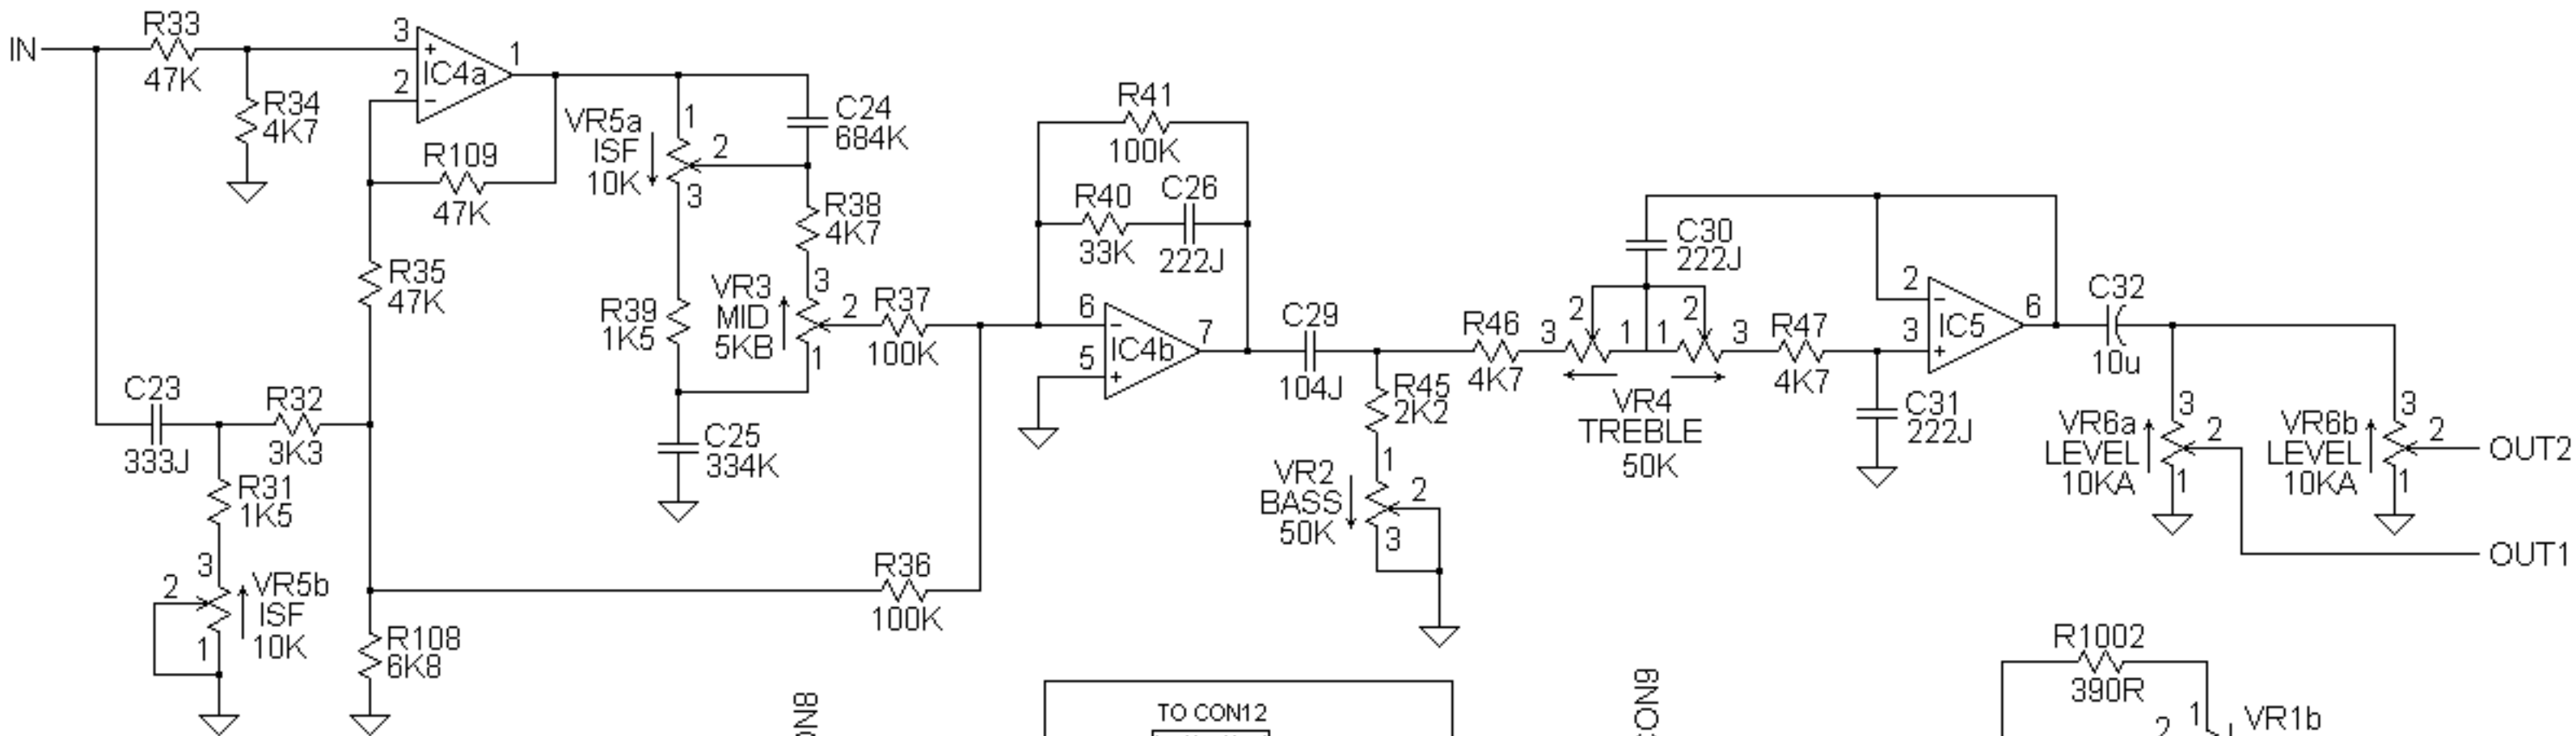 IN
R33
47K
R34
4K7
3
+
IC4a
1
2
−
R109
47K
R35
47K
C23
333J
R32
3K3
R31
1K5
3
2
VR5b
ISF
10K
1
R108
6K8
VR5a
ISF
10K
1
2
3
C24
684K
R38
4K7
R39
1K5
VR3
MID
5KB
3
2
1
R37
100K
C25
334K
R36
100K
R41
100K
R40
33K
C26
222J
6
−
IC4b
7
5
+
C29
104J
R45
2K2
VR2
BASS
50K
1
2
3
R46
4K7
3
2
1
1
2
3
VR4
TREBLE
50K
C30
222J
R47
4K7
C31
222J
2
−
IC5
6
3
+
C32
10u
VR6a
LEVEL
10KA
3
2
1
VR6b
LEVEL
10KA
3
2
1
OUT2
OUT1
TO CON12
CON9
R1002
390R
2
1
VR1b